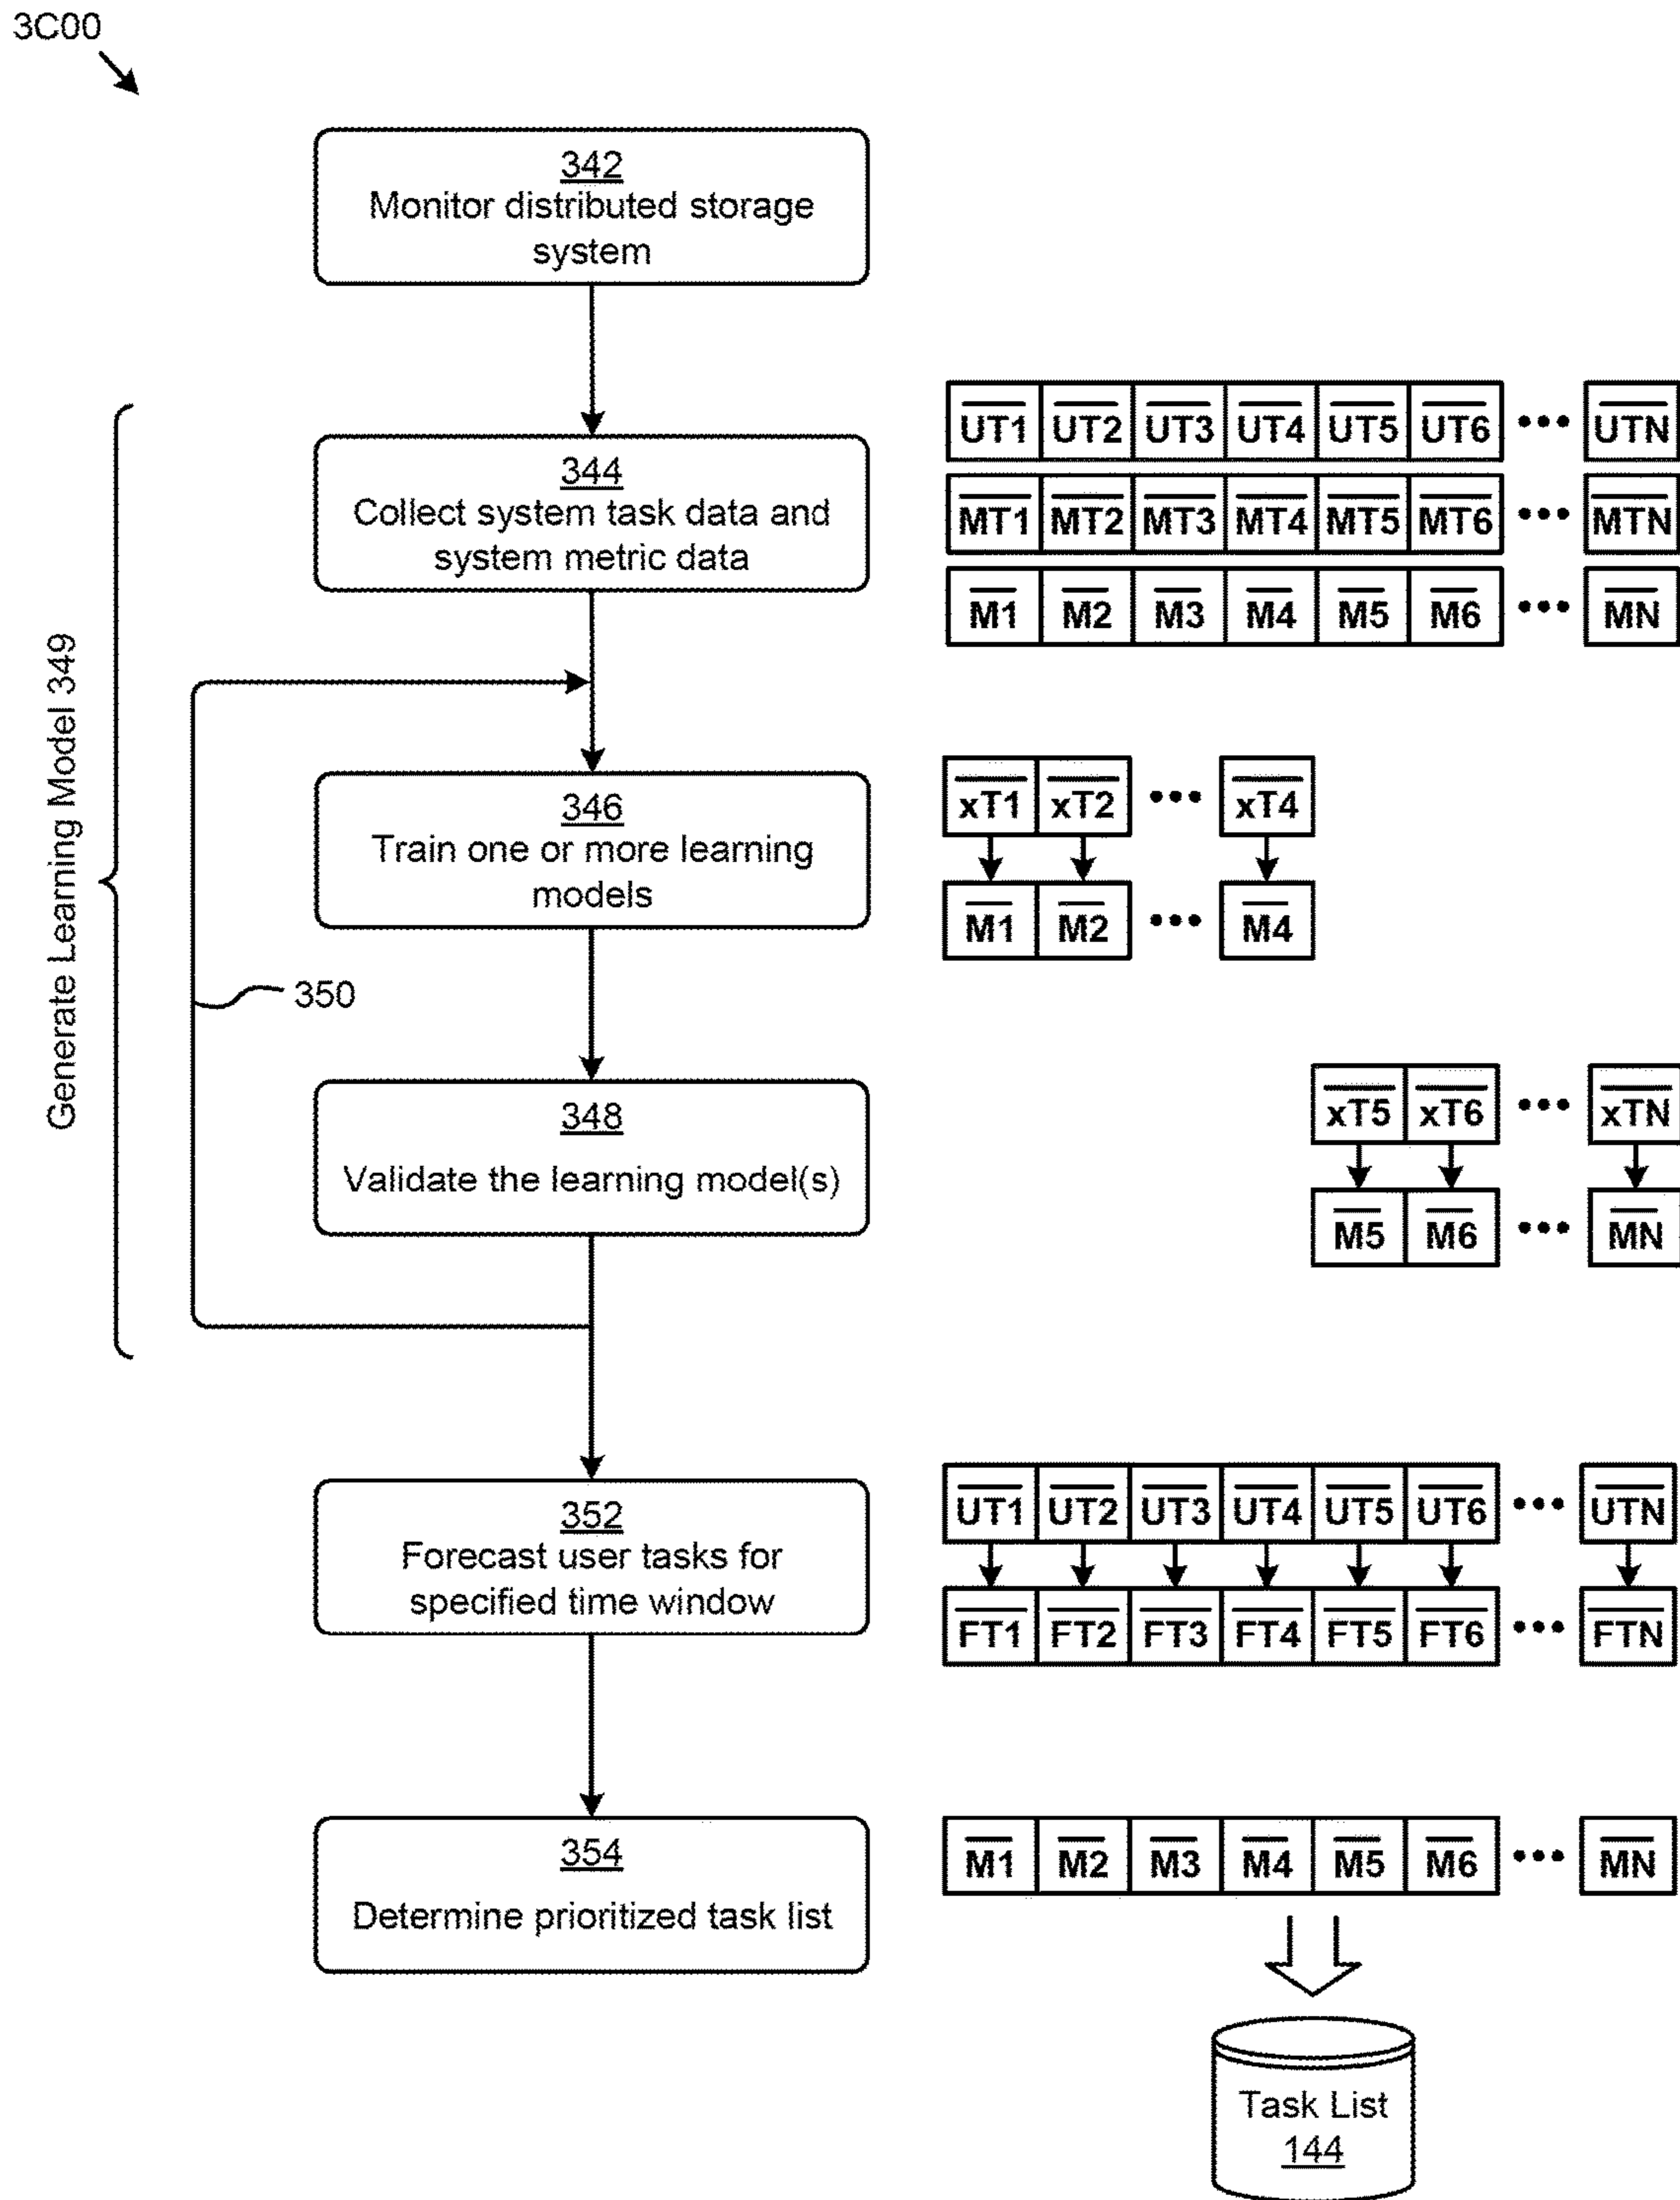 3C00
342
Monitor distributed storage
system
Generate Learning Model 349
344
Collect system task data and
system metric data
UT1 UT2 UT3 UT4 UT5 UT6 ••• UTN
MT1 MT2 MT3 MT4 MT5 MT6 ••• MTN
M1 M2 M3 M4 M5 M6 ••• MN
346
Train one or more learning
models
xT1 xT2 ••• xT4
M1 M2 ••• M4
350
348
Validate the learning model(s)
xT5 xT6 ••• xTN
M5 M6 ••• MN
352
Forecast user tasks for
specified time window
UT1 UT2 UT3 UT4 UT5 UT6 ••• UTN
FT1 FT2 FT3 FT4 FT5 FT6 ••• FTN
354
Determine prioritized task list
M1 M2 M3 M4 M5 M6 ••• MN
Task List
144